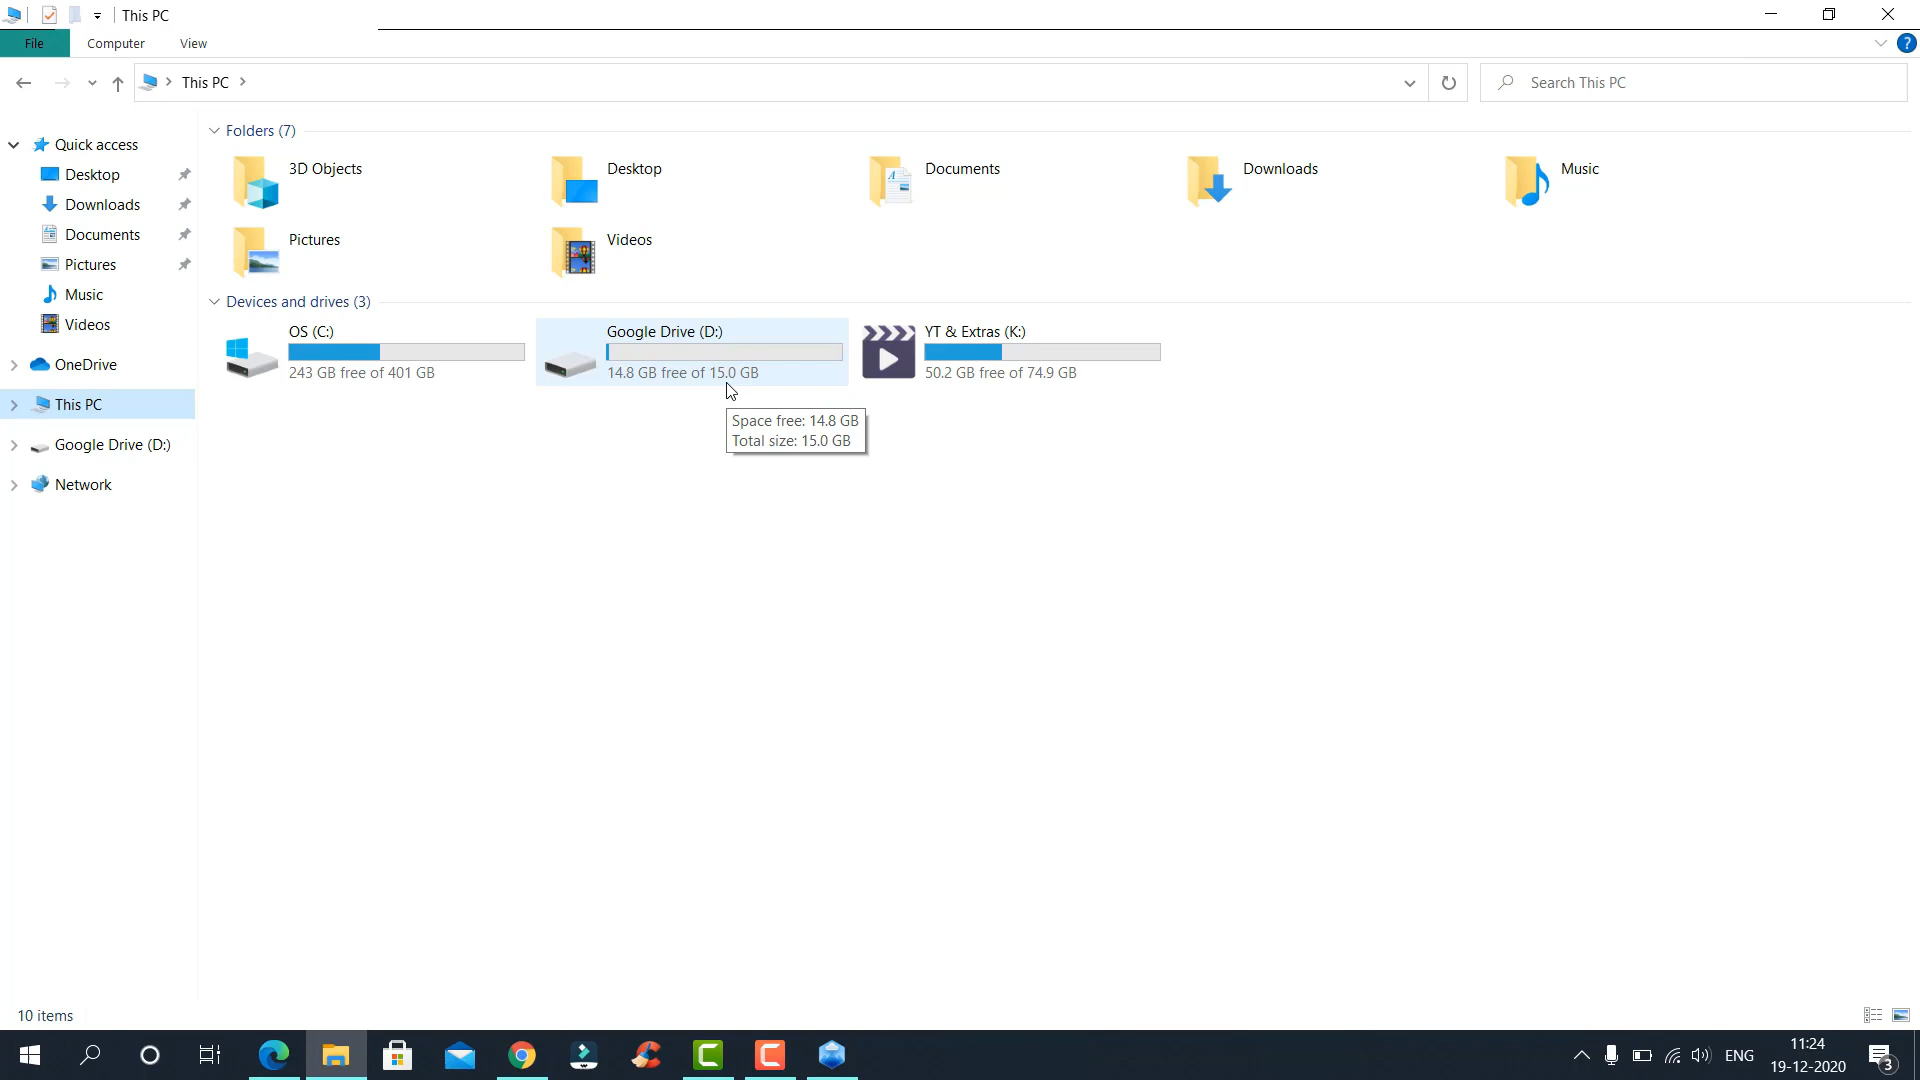 This PC
File Computer View ?
This PC Search This PC
Quick access
Desktop
Downloads
Documents
Pictures
Music
Videos
OneDrive
This PC
Google Drive (D:)
Network
Folders (7)
3D Objects Desktop Documents Downloads Music
Pictures Videos
Devices and drives (3)
OS (C:) Google Drive (D:) YT & Extras (K:)
243 GB free of 401 GB 14.8 GB free of 15.0 GB 50.2 GB free of 74.9 GB
Space free: 14.8 GB
Total size: 15.0 GB
10 items
ENG 11:24
19-12-2020 3